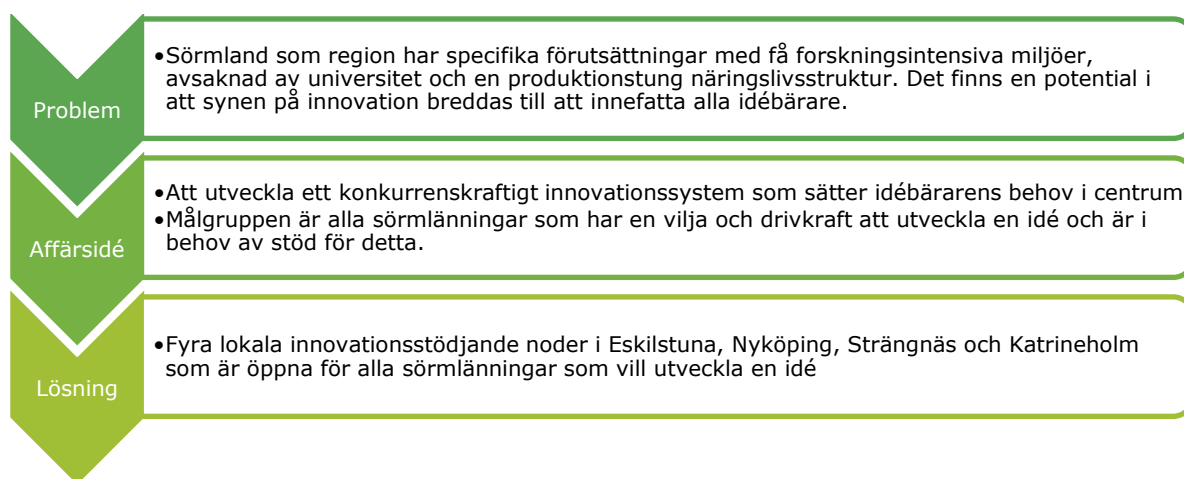 Problem
•Sörmland som region har specifika förutsättningar med få forskningsintensiva miljöer,
avsaknad av universitet och en produktionstung näringslivsstruktur. Det finns en potential i
att synen på innovation breddas till att innefatta alla idébärare.
Affärsidé
•Att utveckla ett konkurrenskraftigt innovationssystem som sätter idébärarens behov i centrum
•Målgruppen är alla sörmlänningar som har en vilja och drivkraft att utveckla en idé och är i
behov av stöd för detta.
Lösning
•Fyra lokala innovationsstödjande noder i Eskilstuna, Nyköping, Strängnäs och Katrineholm
som är öppna för alla sörmlänningar som vill utveckla en idé